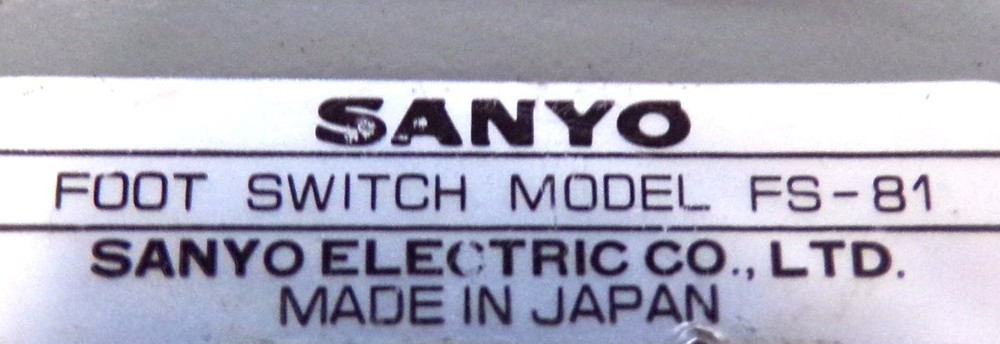 SANYO
FOOT SWITCH MODEL FS-81
SANYO ELECTRIC CO., LTD.
MADE IN JAPAN